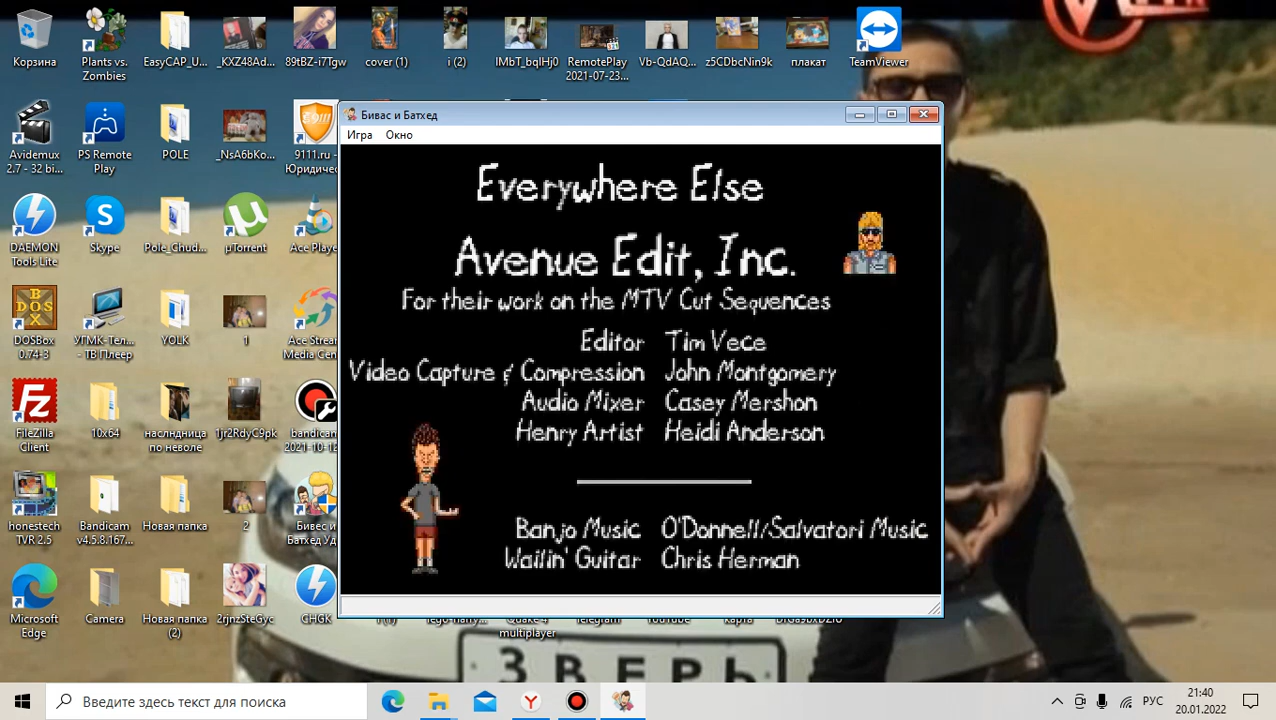 Корзина
Plants vs. Zombies
EasyCAP_U...
_KXZ48Ad...
89tBZ-i7Tgw
cover (1)
i (2)
IMbT_bqIHj0
RemotePlay 2021-07-23...
Vb-QdAQ...
z5CDbcNin9k
плакат
TeamViewer
Avidemux 2.7 - 32 bi...
PS Remote Play
POLE
_NsA6bKo...
9111.ru - Юридичес
Бивас и Батхед
Игра Окно
Everywhere Else
Avenue Edit, Inc.
For their work on the MTV Cut Sequences
Editor Tim Vece
Video Capture & Compression John Montgomery
Audio Mixer Casey Mershon
Henry Artist Heidi Anderson
Banjo Music O'Donnell/Salvatori Music
Wailin' Guitar Chris Herman
DAEMON Tools Lite
Skype
Pole_Chud...
µTorrent
Ace Player
DOSBox 0.74-3
УГМК-Тел... - ТВ Плеер
YOLK
1
Ace Stream Media Cen
FileZilla Client
10x64
наслндница по неволе
1jr2RdyC9pk
bandicam 2021-10-1
honestech TVR 2.5
Bandicam v4.5.8.167...
Новая папка
2
Бивес и Батхед Уд
Microsoft Edge
Camera
Новая папка (2)
2rjnzSteGyc
CHGK
Quake 4 multiplayer
Telegram
YouTube
карта
ЗВЕРЬ
Введите здесь текст для поиска
РУС
21:40
20.01.2022